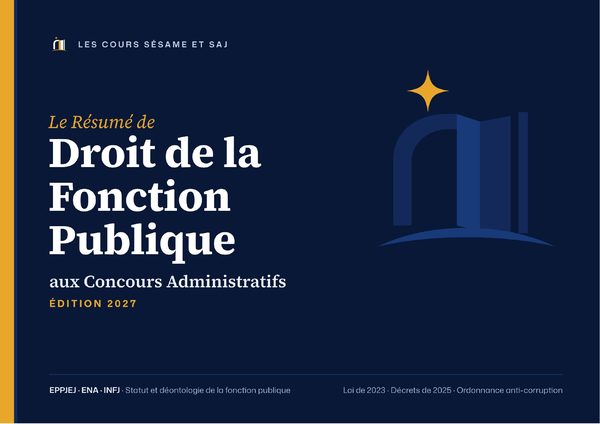 LES COURS SÉSAME ET SAJ
Le Résumé de
Droit de la
Fonction
Publique
aux Concours Administratifs
ÉDITION 2027
EPPJEJ · ENA · INFJ · Statut et déontologie de la fonction publique
Loi de 2023 · Décrets de 2025 · Ordonnance anti-corruption